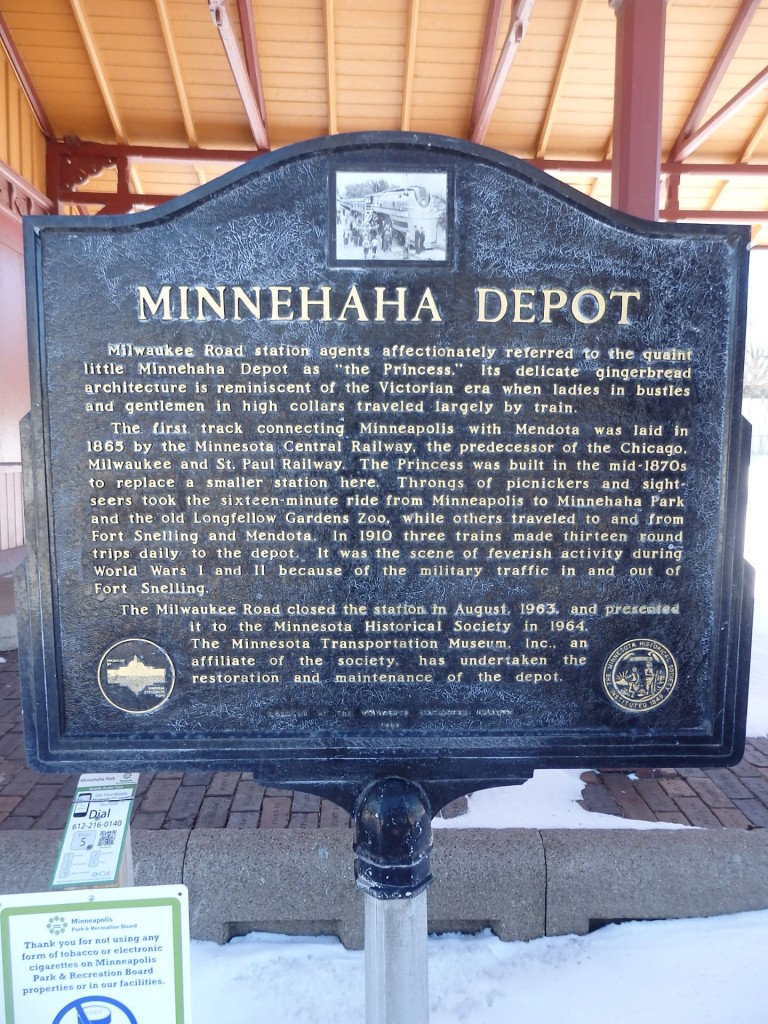 MINNEHAHA DEPOT
Milwaukee Road station agents affectionately referred to the quaint
little Minnehaha Depot as "the Princess." Its delicate gingerbread
architecture is reminiscent of the Victorian era when ladies in bustles
and gentlemen in high collars traveled largely by train.
The first track connecting Minneapolis with Mendota was laid in
1865 by the Minnesota Central Railway, the predecessor of the Chicago,
Milwaukee and St. Paul Railway. The Princess was built in the mid-1870s
to replace a smaller station here. Throngs of picnickers and sight-
seers took the sixteen-minute ride from Minneapolis to Minnehaha Park
and the old Longfellow Gardens Zoo, while others traveled to and from
Fort Snelling and Mendota. In 1910 three trains made thirteen round
trips daily to the depot. It was the scene of feverish activity during
World Wars I and II because of the military traffic in and out of
Fort Snelling.
The Milwaukee Road closed the station in August, 1963, and presented
it to the Minnesota Historical Society in 1964.
The Minnesota Transportation Museum, Inc., an
affiliate of the society, has undertaken the
restoration and maintenance of the depot.
THE MINNESOTA HISTORICAL SOCIETY
INSTITUTED 1849
Minnehaha Park
Dial
612-216-0140
5
Minneapolis
Park & Recreation Board
Thank you for not using any
form of tobacco or electronic
cigarettes on Minneapolis
Park & Recreation Board
properties or in our facilities.